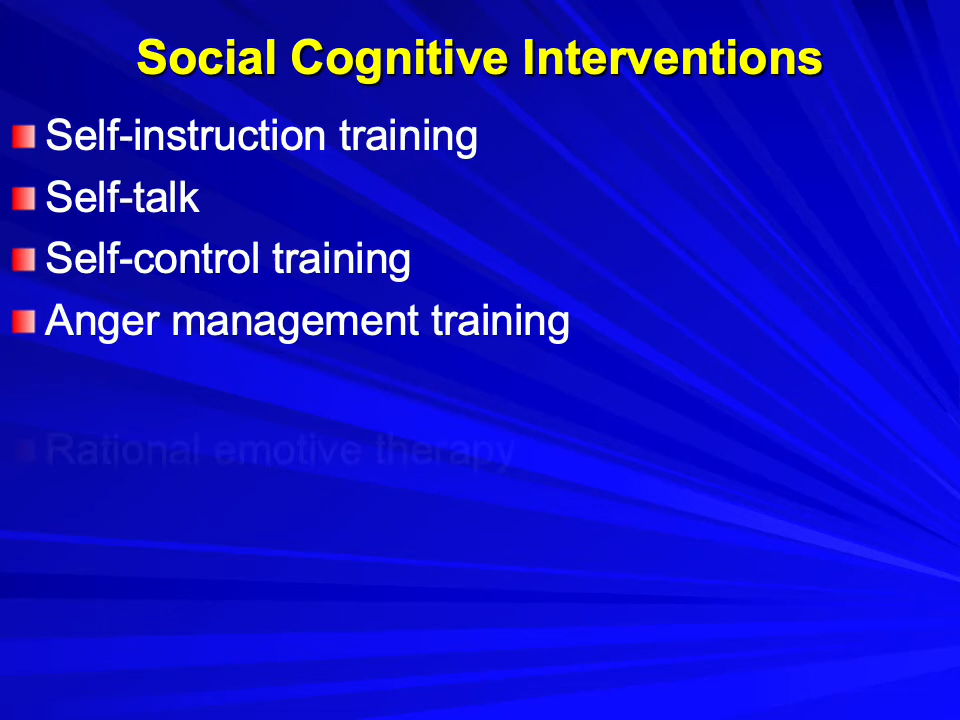 Social Cognitive Interventions
Self-instruction training
Self-talk
Self-control training
Anger management training
Rational emotive therapy